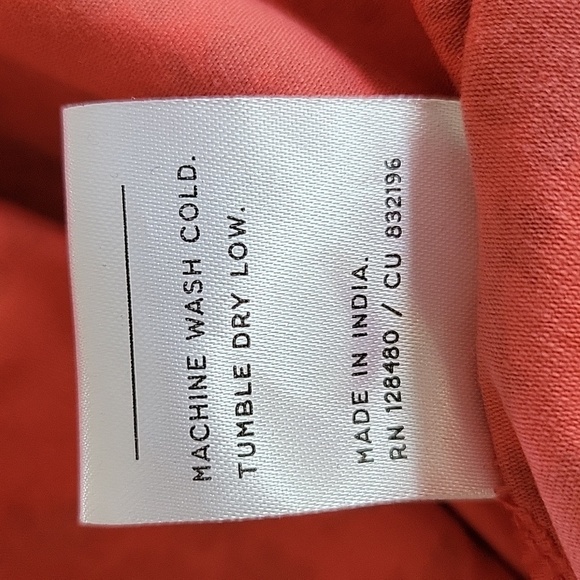 MACHINE WASH COLD.
TUMBLE DRY LOW.
MADE IN INDIA.
RN 128480 / CU 832196